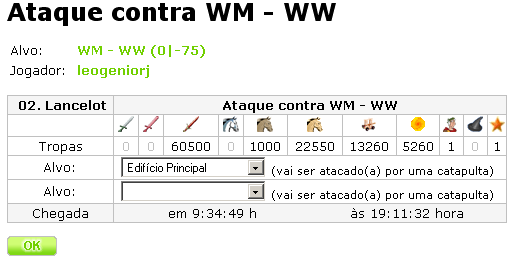 Ataque contra WM - WW
Alvo: WM - WW (0|-75)
Jogador: leogeniorj
02. Lancelot Ataque contra WM - WW
Tropas 0 0 60500 0 1000 22550 13260 5260 1 0 1
Alvo: Edifício Principal (vai ser atacado(a) por uma catapulta)
Alvo: (vai ser atacado(a) por uma catapulta)
Chegada em 9:34:49 h às 19:11:32 hora
OK